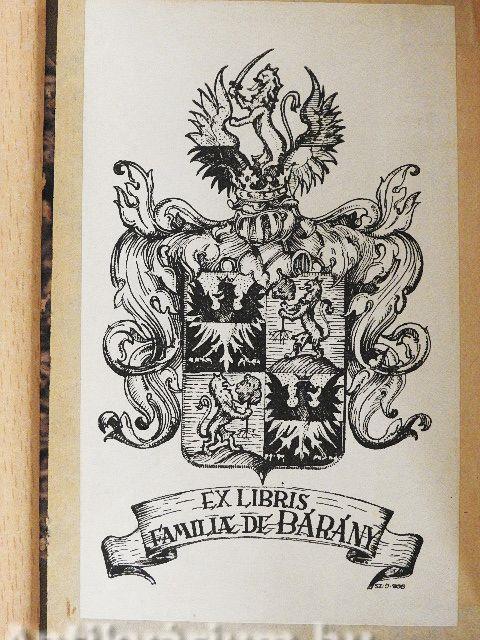 EX LIBRIS
FAMILIÆ DE BÁRÁNY